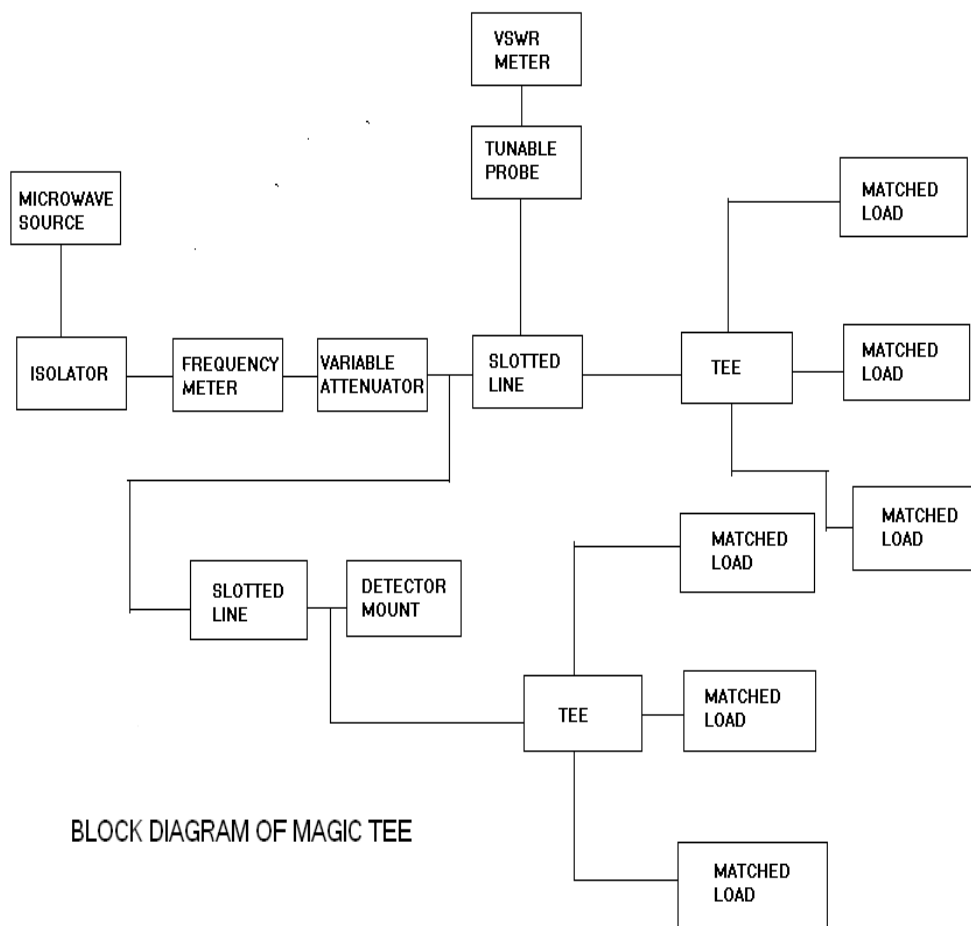 VSWR
METER
TUNABLE
PROBE
MICROWAVE
SOURCE
MATCHED
LOAD
ISOLATOR
FREQUENCY
METER
VARIABLE
ATTENUATOR
SLOTTED
LINE
TEE
MATCHED
LOAD
MATCHED
LOAD
MATCHED
LOAD
SLOTTED
LINE
DETECTOR
MOUNT
TEE
MATCHED
LOAD
BLOCK DIAGRAM OF MAGIC TEE
MATCHED
LOAD